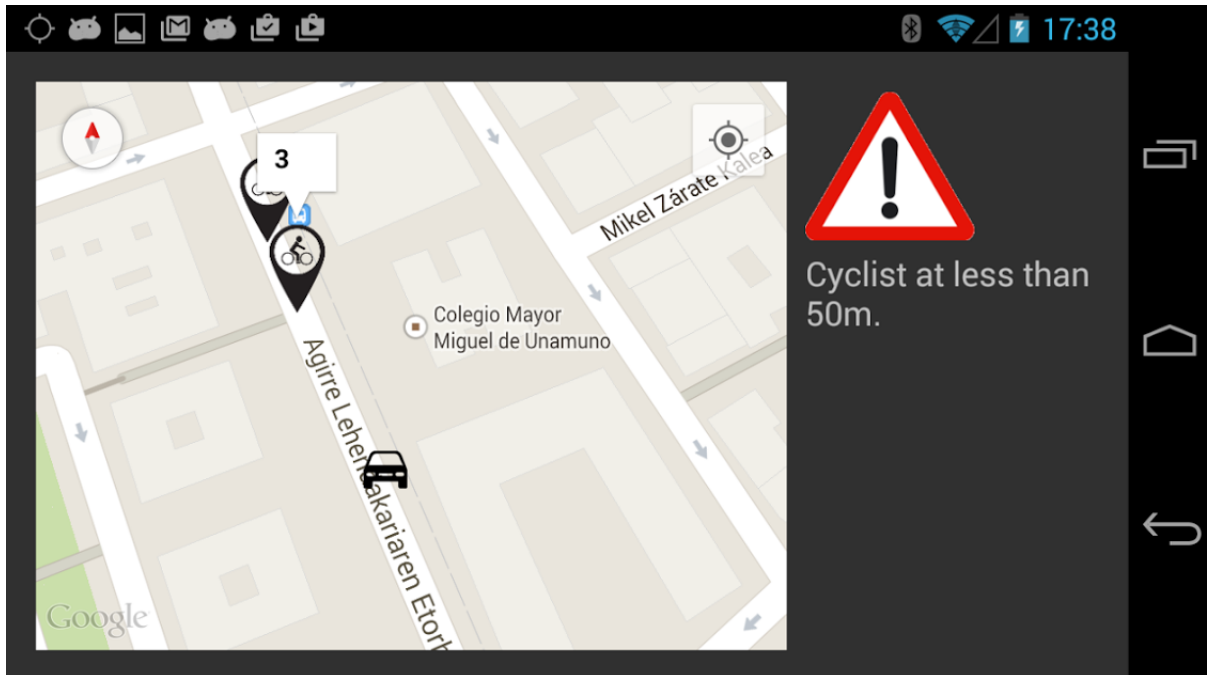 17:38
3
Mikel Zárate Kalea
Cyclist at less than
50m.
Colegio Mayor
Miguel de Unamuno
Agirre Lehendakariaren Etorb
Google